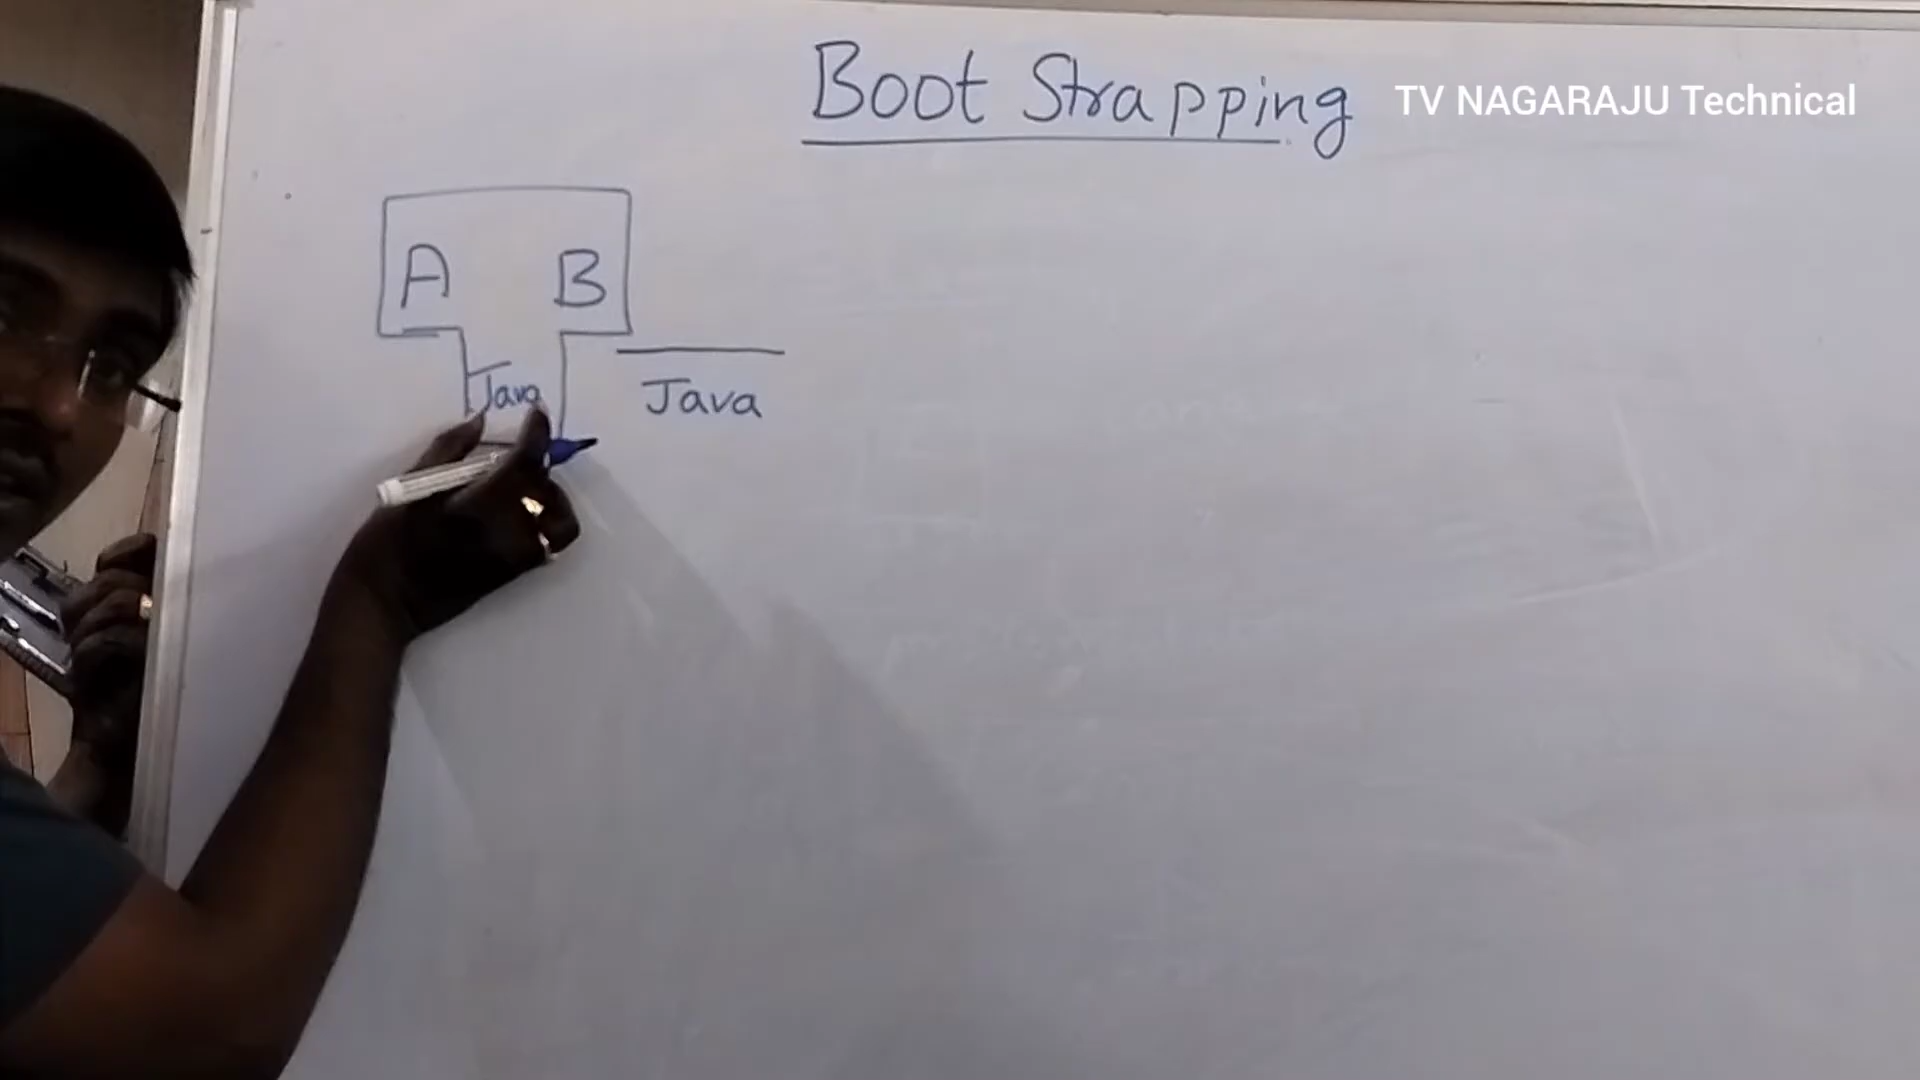 Boot Strapping
TV NAGARAJU Technical
A B
Java
Java